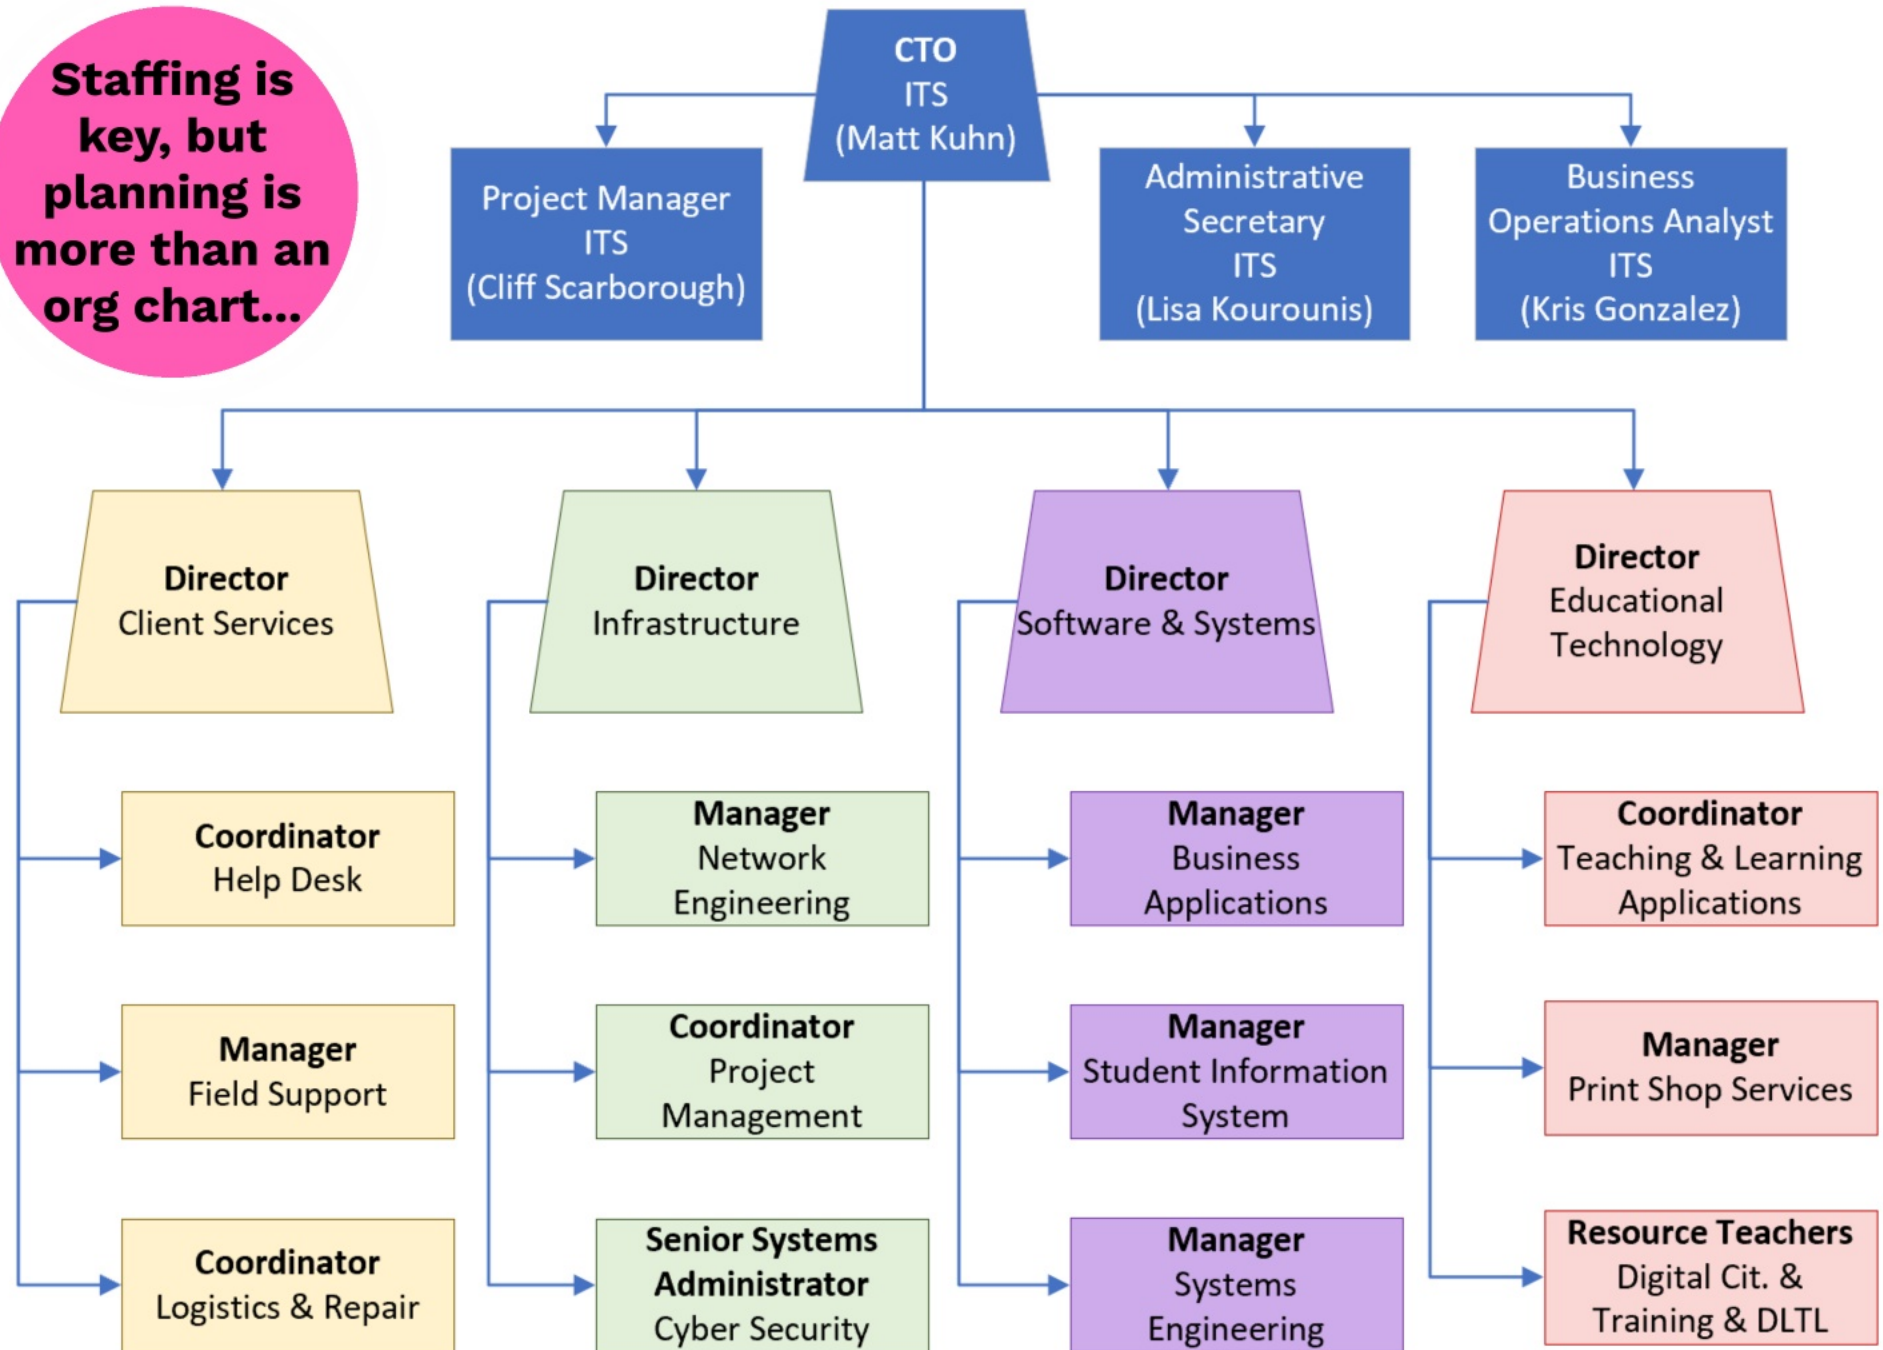 Staffing is
key, but
planning is
more than an
org chart...
CTO
ITS
(Matt Kuhn)
Project Manager
ITS
(Cliff Scarborough)
Administrative
Secretary
ITS
(Lisa Kourounis)
Business
Operations Analyst
ITS
(Kris Gonzalez)
Director
Client Services
Director
Infrastructure
Director
Software & Systems
Director
Educational
Technology
Coordinator
Help Desk
Manager
Network
Engineering
Manager
Business
Applications
Coordinator
Teaching & Learning
Applications
Manager
Field Support
Coordinator
Project
Management
Manager
Student Information
System
Manager
Print Shop Services
Coordinator
Logistics & Repair
Senior Systems
Administrator
Cyber Security
Manager
Systems
Engineering
Resource Teachers
Digital Cit. &
Training & DLTL